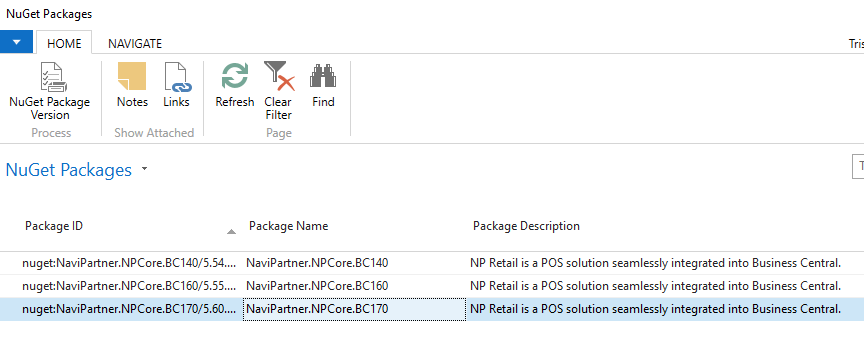 NuGet Packages
HOME NAVIGATE
Tris
NuGet Package Version Notes Links Refresh Clear Filter Find
Process Show Attached Page
NuGet Packages
T
Package ID Package Name Package Description
nuget:NaviPartner.NPCore.BC140/5.54.... NaviPartner.NPCore.BC140 NP Retail is a POS solution seamlessly integrated into Business Central.
nuget:NaviPartner.NPCore.BC160/5.55.... NaviPartner.NPCore.BC160 NP Retail is a POS solution seamlessly integrated into Business Central.
nuget:NaviPartner.NPCore.BC170/5.60.... NaviPartner.NPCore.BC170 NP Retail is a POS solution seamlessly integrated into Business Central.